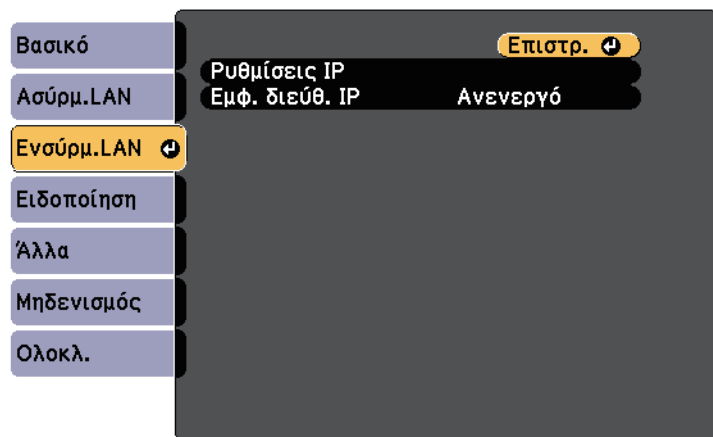 Βασικό
Ασύρμ.LAN
Ενσύρμ.LAN
Ειδοποίηση
Άλλα
Μηδενισμός
Ολοκλ.
Επιστρ.
Ρυθμίσεις IP
Εμφ. διεύθ. IP Ανενεργό